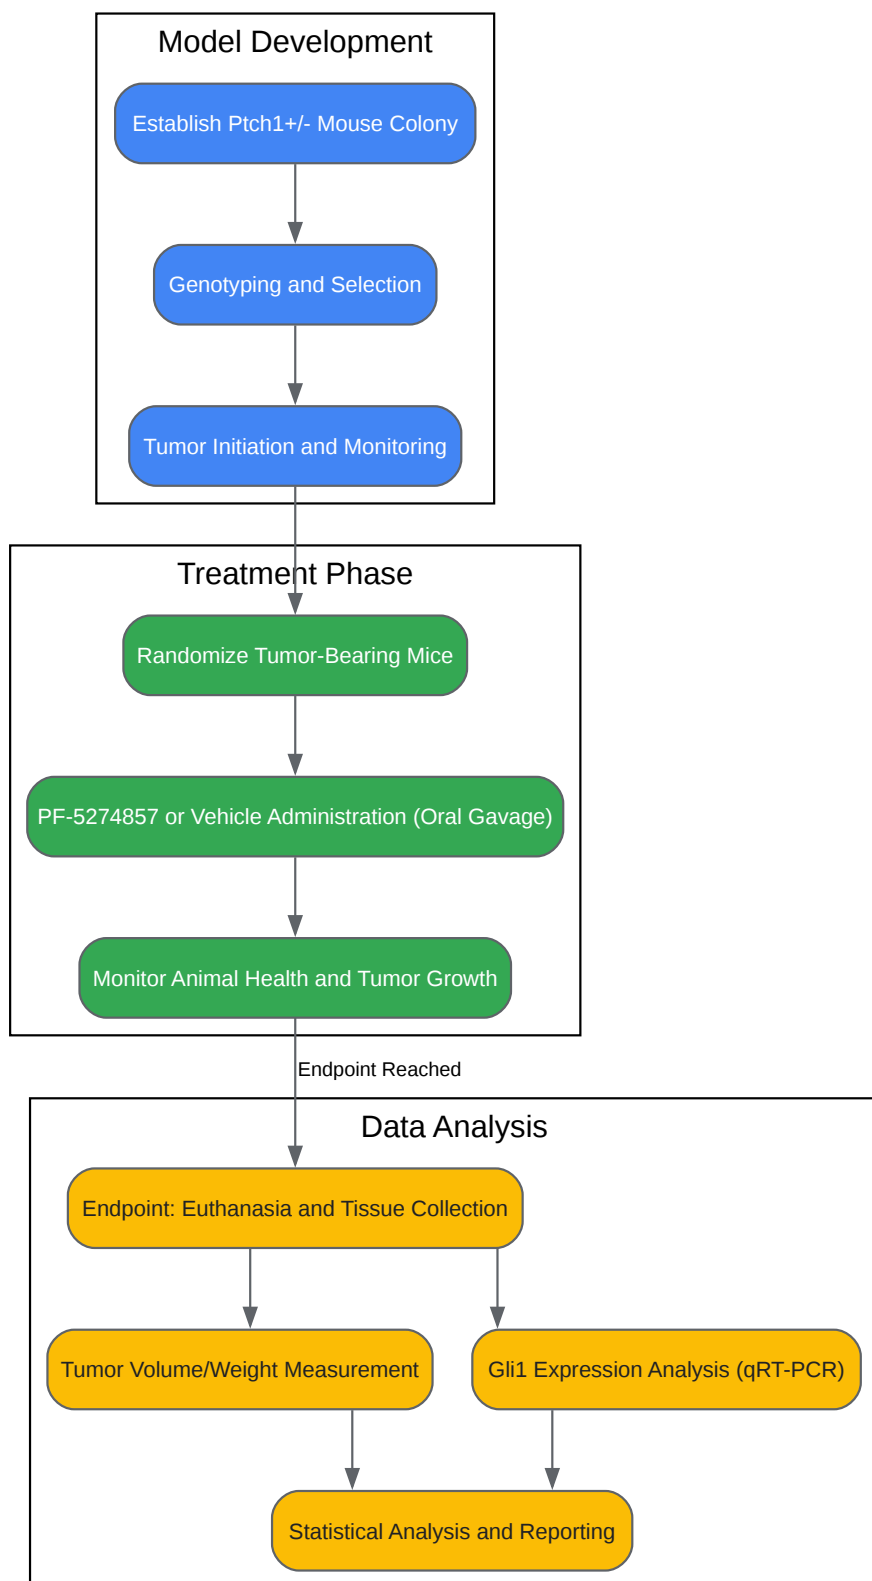 Model Development
Establish Ptch1+/- Mouse Colony
Genotyping and Selection
Tumor Initiation and Monitoring
Treatment Phase
Randomize Tumor-Bearing Mice
PF-5274857 or Vehicle Administration (Oral Gavage)
Monitor Animal Health and Tumor Growth
Endpoint Reached
Data Analysis
Endpoint: Euthanasia and Tissue Collection
Tumor Volume/Weight Measurement
Gli1 Expression Analysis (qRT-PCR)
Statistical Analysis and Reporting